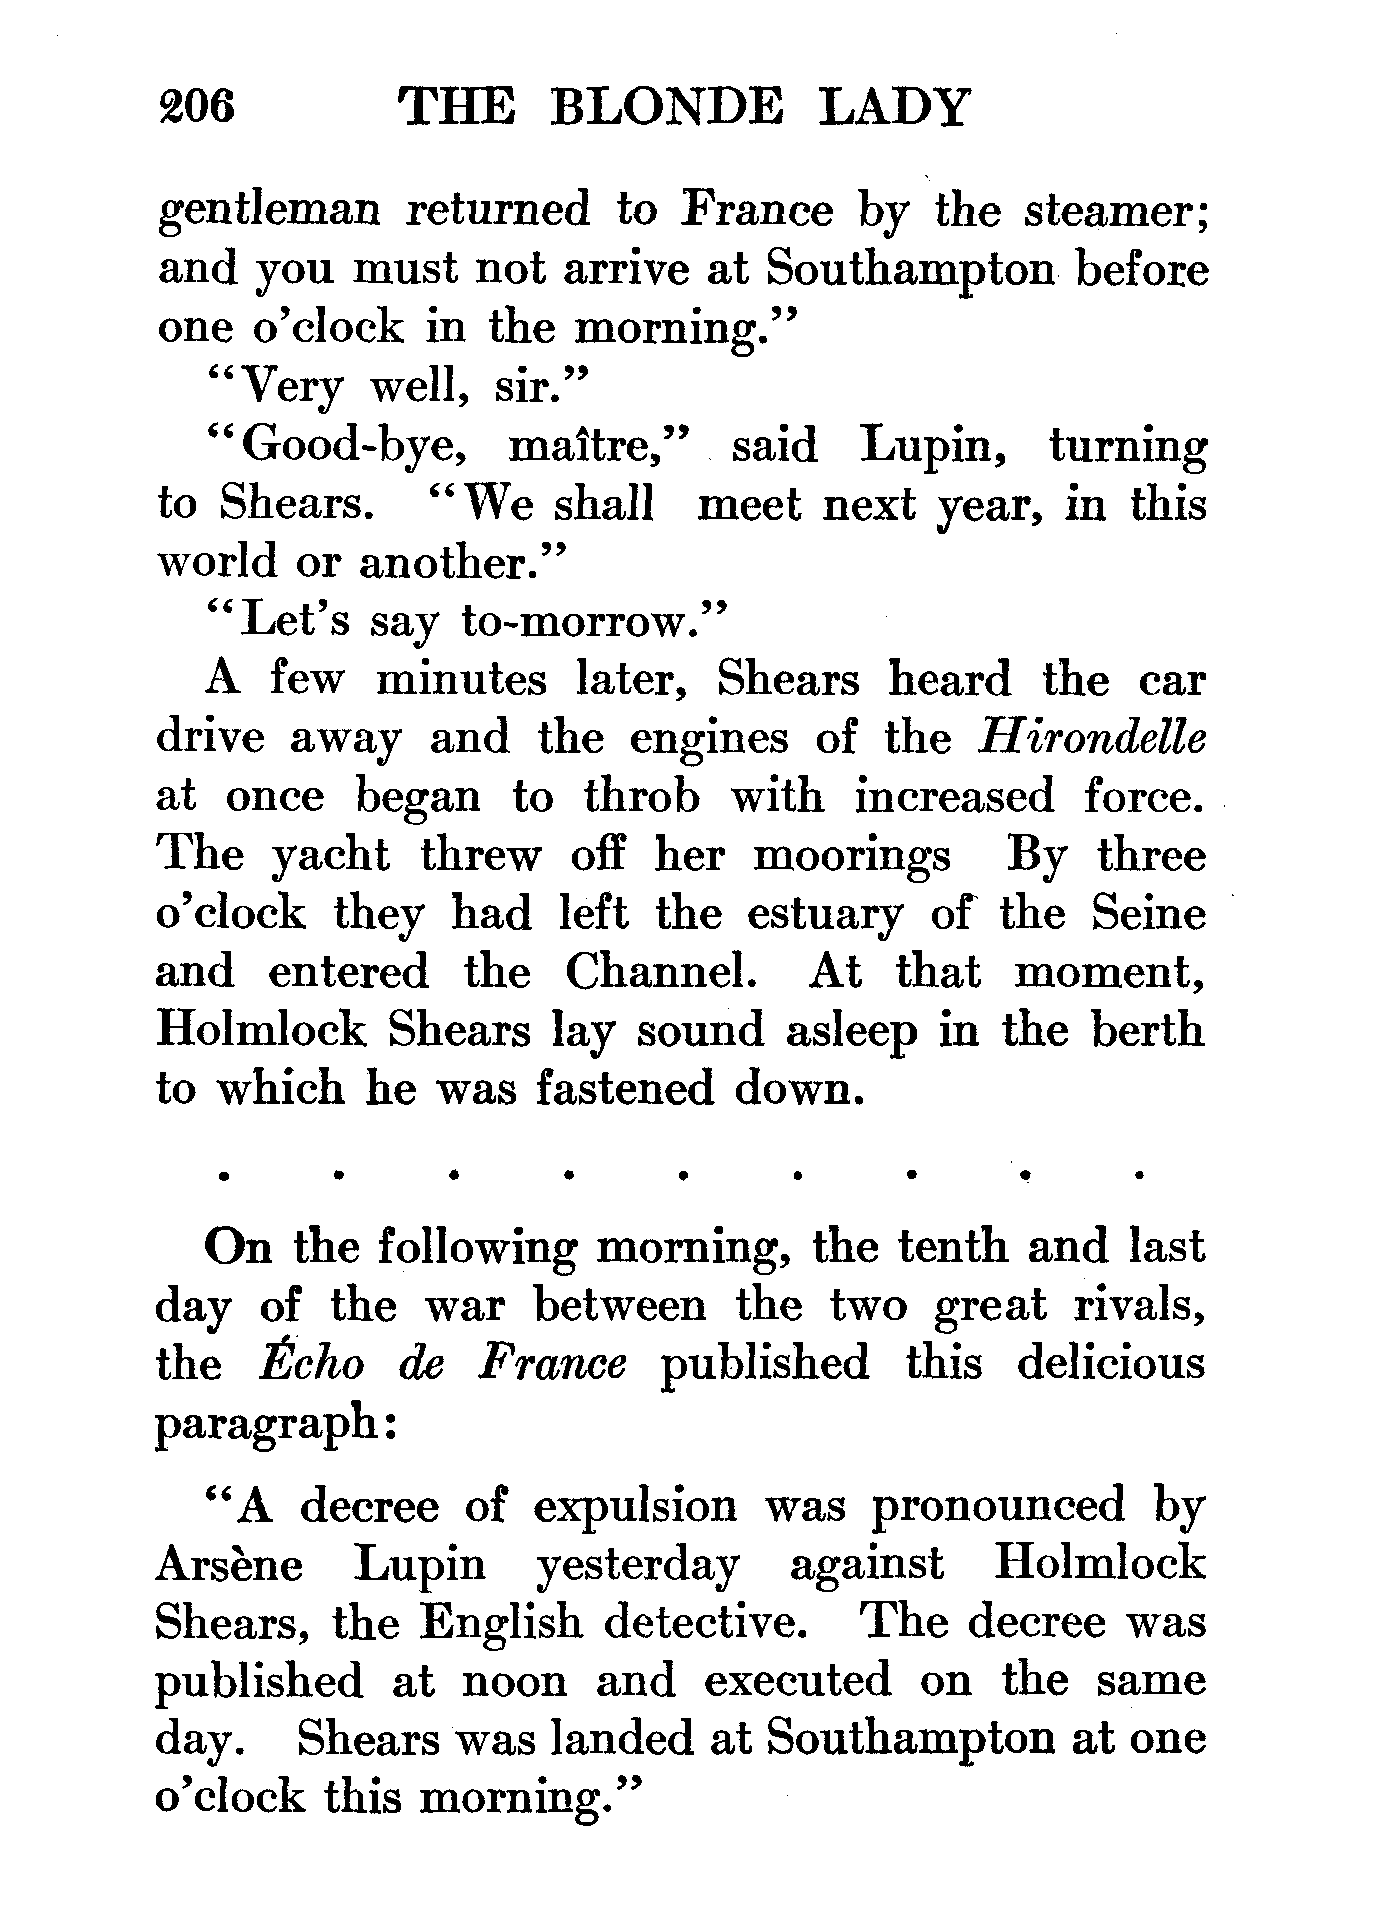 206 THE BLONDE LADY
gentleman returned to France by the steamer;
and you must not arrive at Southampton before
one o'clock in the morning."
"Very well, sir."
"Good-bye, maître," said Lupin, turning
to Shears. "We shall meet next year, in this
world or another."
"Let's say to-morrow."
A few minutes later, Shears heard the car
drive away and the engines of the Hirondelle
at once began to throb with increased force.
The yacht threw off her moorings By three
o'clock they had left the estuary of the Seine
and entered the Channel. At that moment,
Holmlock Shears lay sound asleep in the berth
to which he was fastened down.
. . . . . . . . .
On the following morning, the tenth and last
day of the war between the two great rivals,
the Écho de France published this delicious
paragraph:
"A decree of expulsion was pronounced by
Arsène Lupin yesterday against Holmlock
Shears, the English detective. The decree was
published at noon and executed on the same
day. Shears was landed at Southampton at one
o'clock this morning."